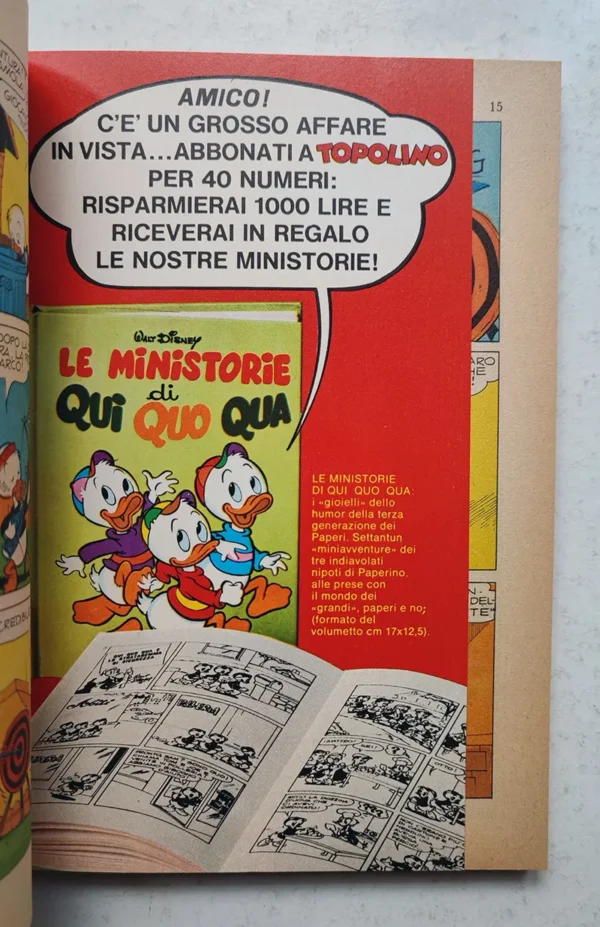 AMICO!
C'E' UN GROSSO AFFARE
IN VISTA...ABBONATI A TOPOLINO
PER 40 NUMERI:
RISPARMIERAI 1000 LIRE E
RICEVERAI IN REGALO
LE NOSTRE MINISTORIE!
15
WALT DISNEY
LE MINISTORIE
di
QUI QUO QUA
LE MINISTORIE
DI QUI QUO QUA:
i «gioielli» dello
humor della terza
generazione dei
Paperi. Settantun
«miniavventure» dei
tre indiavolati
nipoti di Paperino,
alle prese con
il mondo dei
«grandi», paperi e no;
(formato del
volumetto cm 17x12,5).
DOPO LA
ARCO!